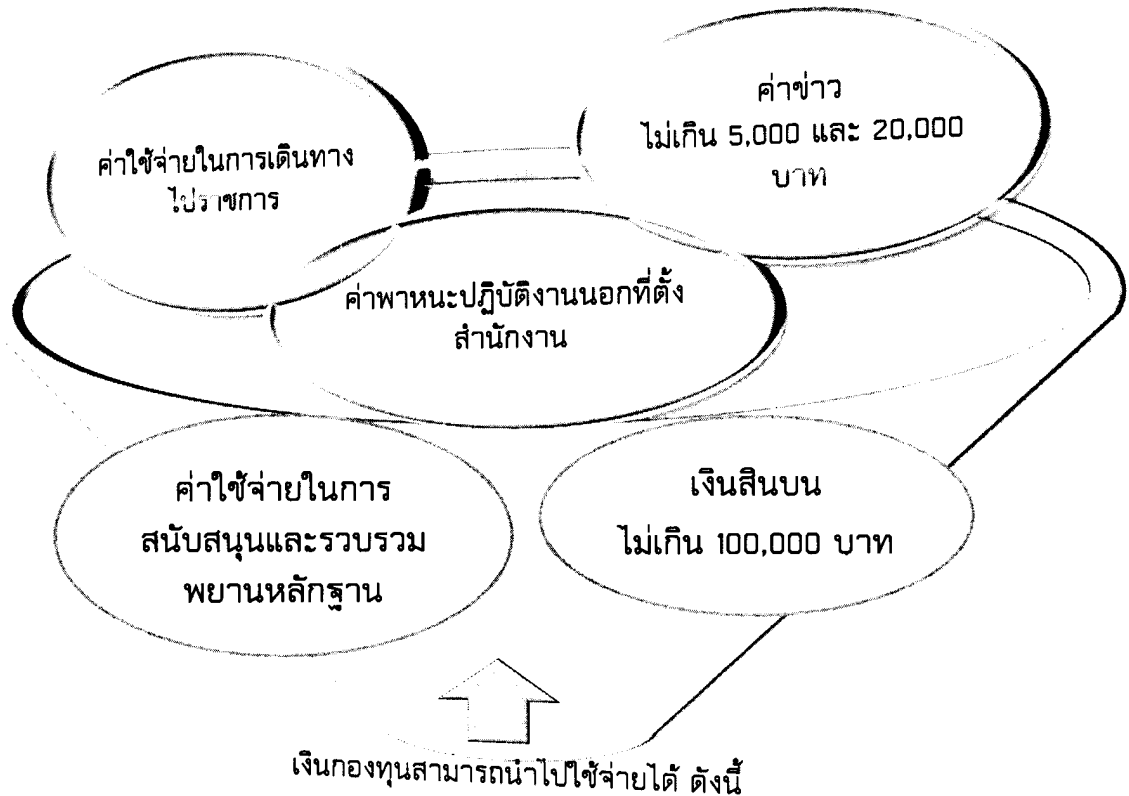 ค่าข่าว
ไม่เกิน 5,000 และ 20,000
บาท
ค่าใช้จ่ายในการเดินทาง
ไปราชการ
ค่าพาหนะปฏิบัติงานนอกที่ตั้ง
สำนักงาน
ค่าใช้จ่ายในการ
สนับสนุนและรวบรวม
พยานหลักฐาน
เงินสินบน
ไม่เกิน 100,000 บาท
เงินกองทุนสามารถนำไปใช้จ่ายได้ ดังนี้